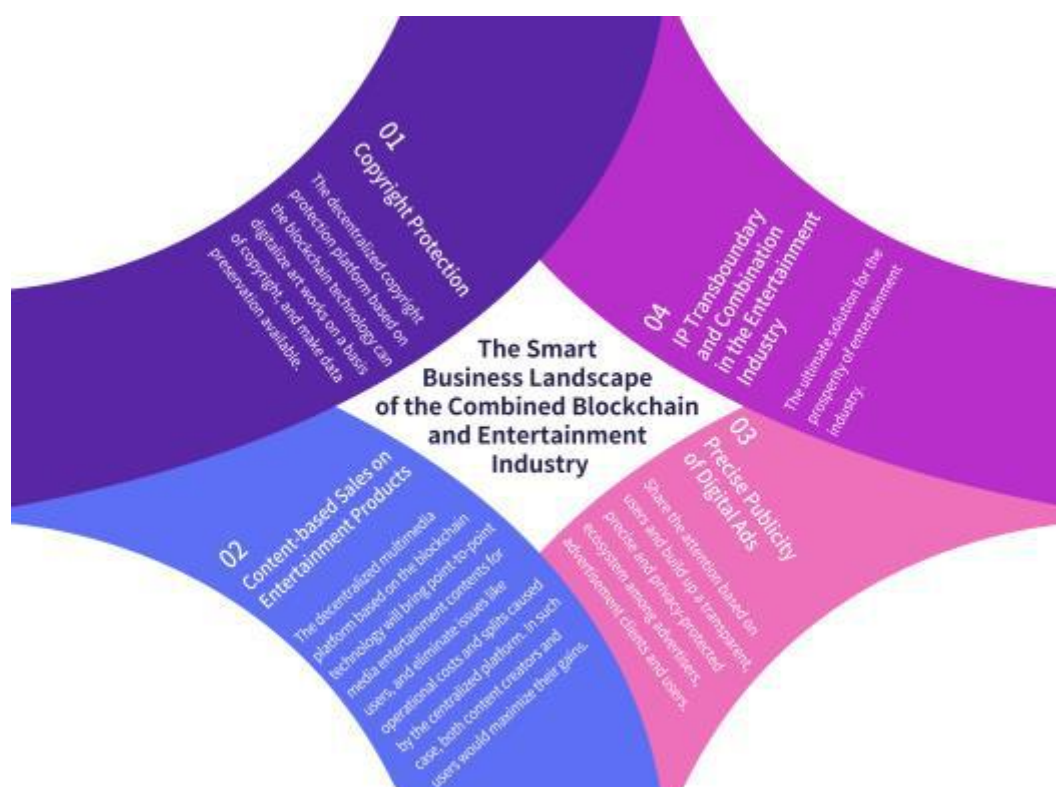 The Smart
Business Landscape
of the Combined Blockchain
and Entertainment
Industry
01
Copyright Protection
The decentralized copyright
protection platform based on
the blockchain technology can
digitalize art works on a basis
of copyright, and make data
preservation available.
02
Content-based Sales on
Entertainment Products
The decentralized multimedia
platform based on the blockchain
technology will bring point-to-point
media entertainment contents for
users, and eliminate issues like
operational costs and splits caused
by the centralized platform. In such
case, both content creators and
users would maximize their gains.
03
Precise Publicity
of Digital Ads
Share the attention based on
users and build up a transparent,
precise and privacy-protected
ecosystem among advertisers,
advertisement clients and users.
04
IP Transboundary
and Combination
in the Entertainment
Industry
The ultimate solution for the
prosperity of entertainment
industry.